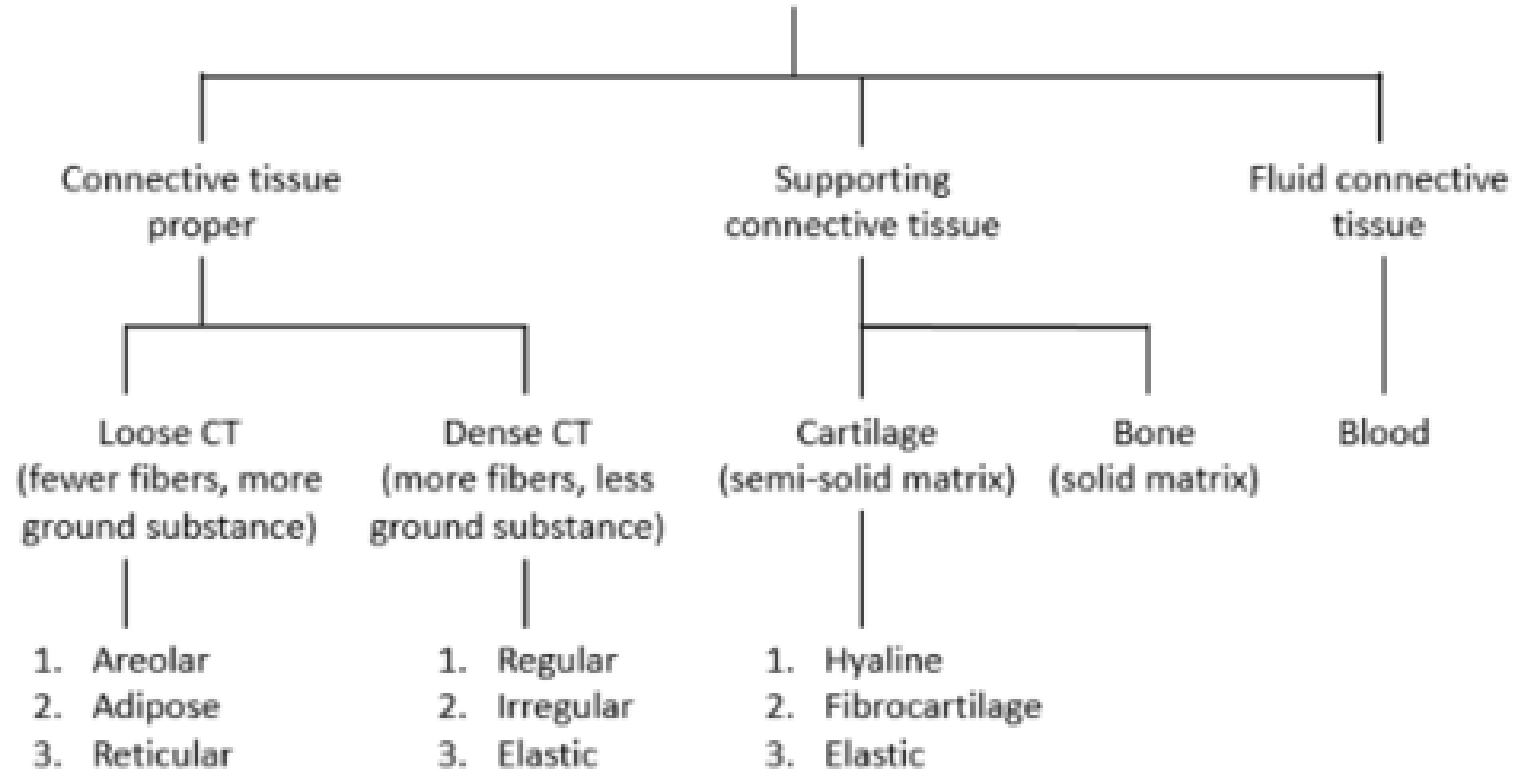 Connective tissue
proper
Supporting
connective tissue
Fluid connective
tissue
Loose CT
(fewer fibers, more
ground substance)
Dense CT
(more fibers, less
ground substance)
Cartilage
(semi-solid matrix)
Bone
(solid matrix)
Blood
1. Areolar
2. Adipose
3. Reticular
1. Regular
2. Irregular
3. Elastic
1. Hyaline
2. Fibrocartilage
3. Elastic